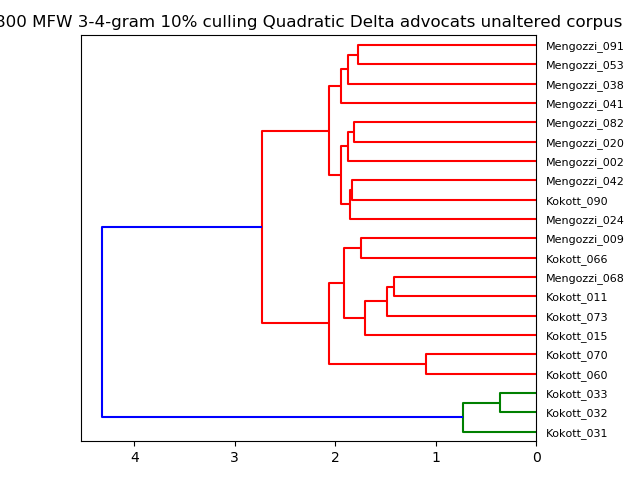 300 MFW 3-4-gram 10% culling Quadratic Delta advocats unaltered corpus
Mengozzi_091
Mengozzi_053
Mengozzi_038
Mengozzi_041
Mengozzi_082
Mengozzi_020
Mengozzi_002
Mengozzi_042
Kokott_090
Mengozzi_024
Mengozzi_009
Kokott_066
Mengozzi_068
Kokott_011
Kokott_073
Kokott_015
Kokott_070
Kokott_060
Kokott_033
Kokott_032
Kokott_031
4 3 2 1 0